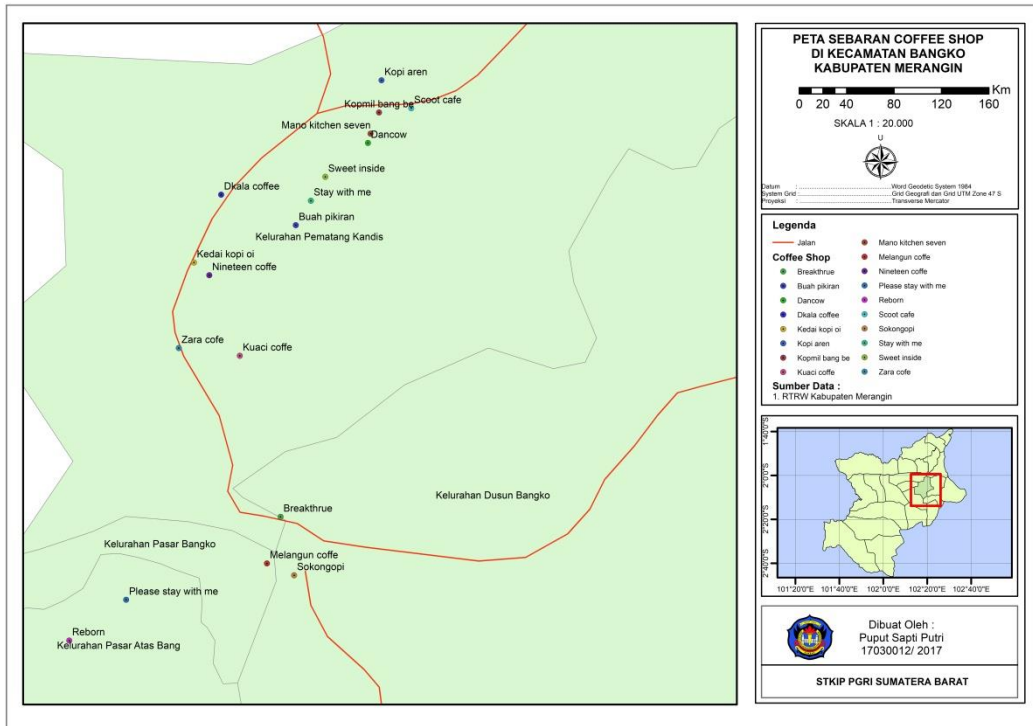 Kopi aren
Scoot cafe
Kopmil bang be
Mano kitchen seven
Dancow
Sweet inside
Dkala coffee
Stay with me
Buah pikiran
Kelurahan Pematang Kandis
Kedai kopi oi
Nineteen coffe
Zara cofe
Kuaci coffe
Kelurahan Dusun Bangko
Breakthrue
Kelurahan Pasar Bangko
Melangun coffe
Sokongopi
Please stay with me
Reborn
Kelurahan Pasar Atas Bang
PETA SEBARAN COFFEE SHOP
DI KECAMATAN BANGKO
KABUPATEN MERANGIN
Km
0 20 40 80 120 160
SKALA 1 : 20.000
U
Datum : ........Word Geodetic System 1984
System Grid : ........Grid Geografi dan Grid UTM Zone 47 S
Proyeksi : ........Transverse Mercator
Legenda
Jalan
Coffee Shop
Breakthrue
Buah pikiran
Dancow
Dkala coffee
Kedai kopi oi
Kopi aren
Kopmil bang be
Kuaci coffe
Mano kitchen seven
Melangun coffe
Nineteen coffe
Please stay with me
Reborn
Scoot cafe
Sokongopi
Stay with me
Sweet inside
Zara cofe
Sumber Data :
1. RTRW Kabupaten Merangin
1°40'0"S
2°0'0"S
2°20'0"S
2°40'0"S
101°20'0"E 101°40'0"E 102°0'0"E 102°20'0"E 102°40'0"E
Dibuat Oleh :
Puput Sapti Putri
17030012/ 2017
STKIP PGRI SUMATERA BARAT